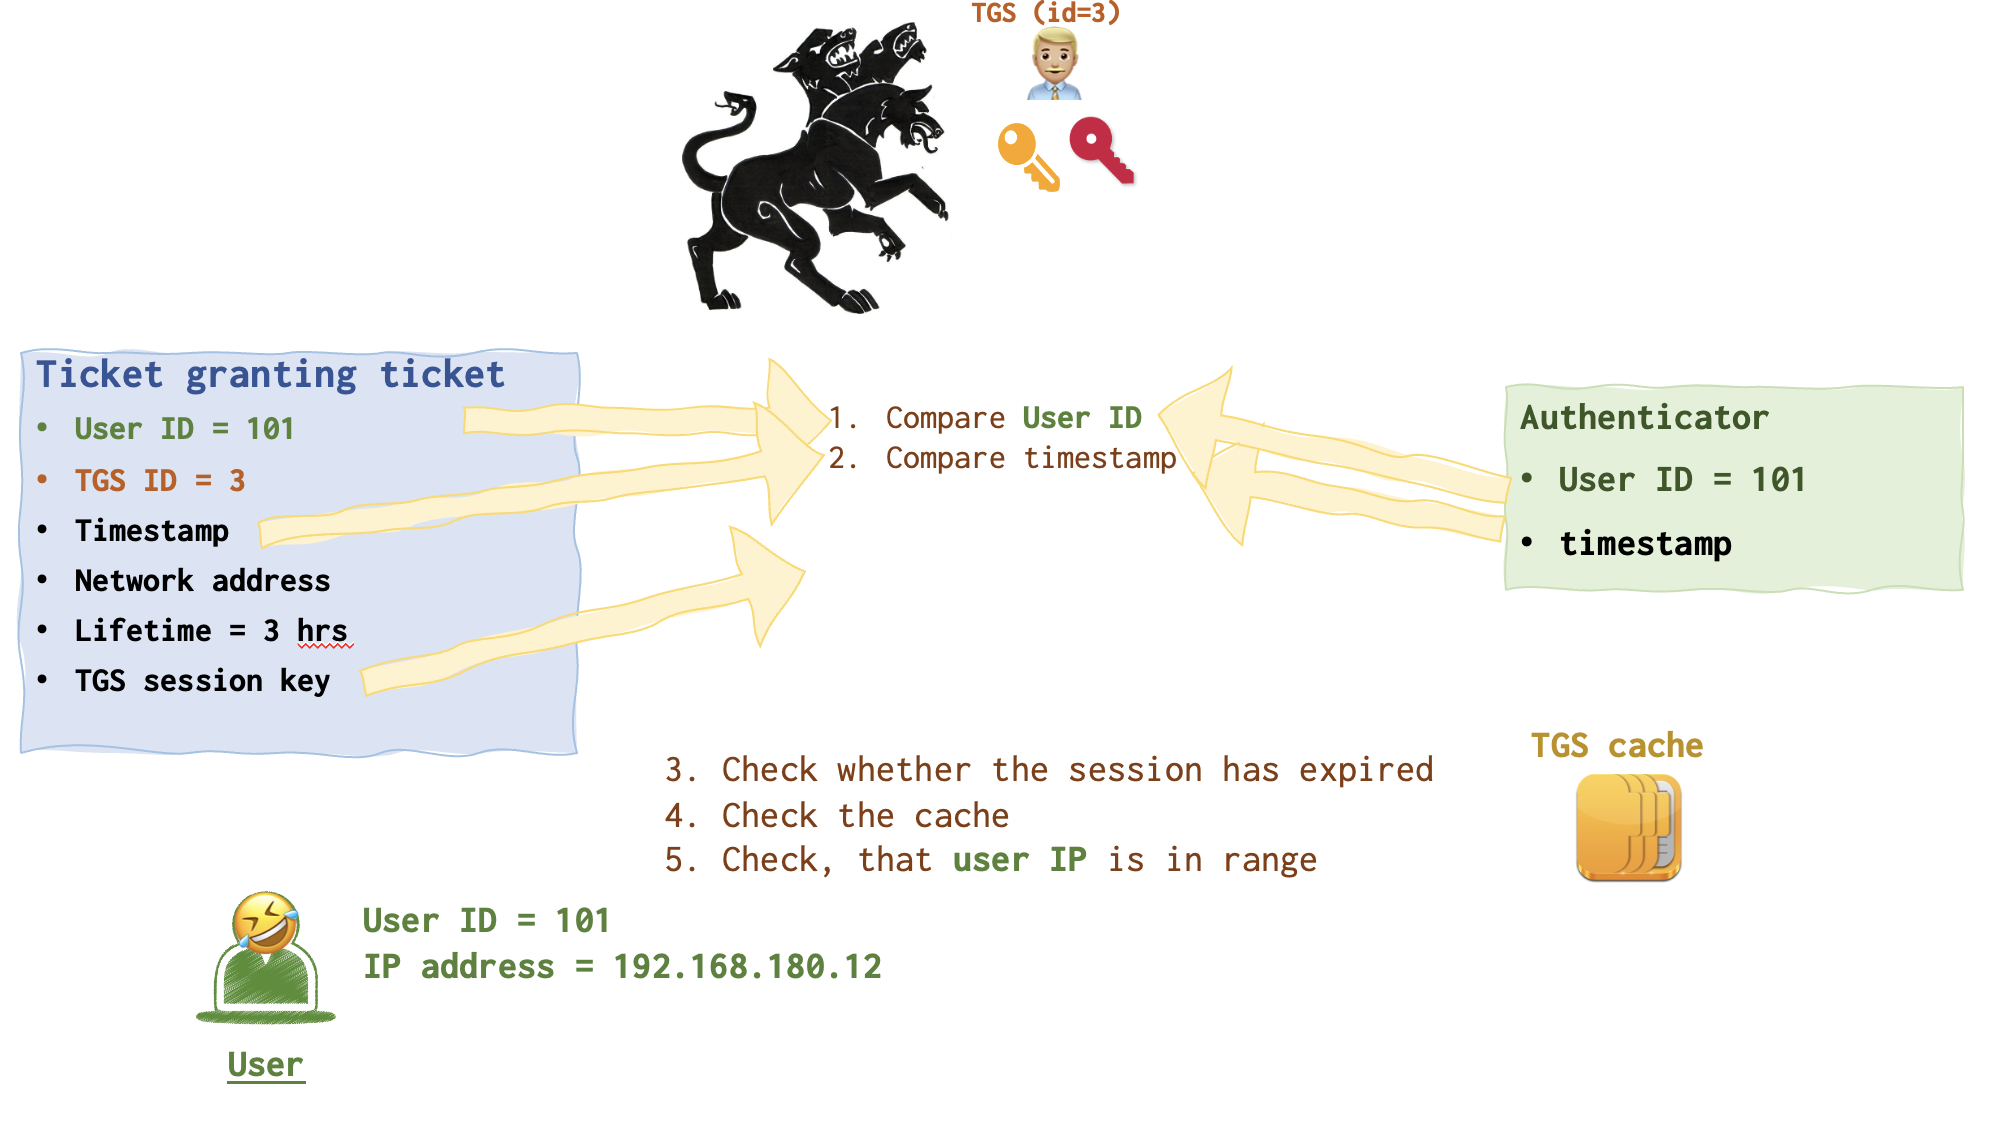 TGS (id=3)
Ticket granting ticket
• User ID = 101
• TGS ID = 3
• Timestamp
• Network address
• Lifetime = 3 hrs
• TGS session key
1. Compare User ID
2. Compare timestamp
Authenticator
• User ID = 101
• timestamp
3. Check whether the session has expired
4. Check the cache
5. Check, that user IP is in range
TGS cache
User ID = 101
IP address = 192.168.180.12
User